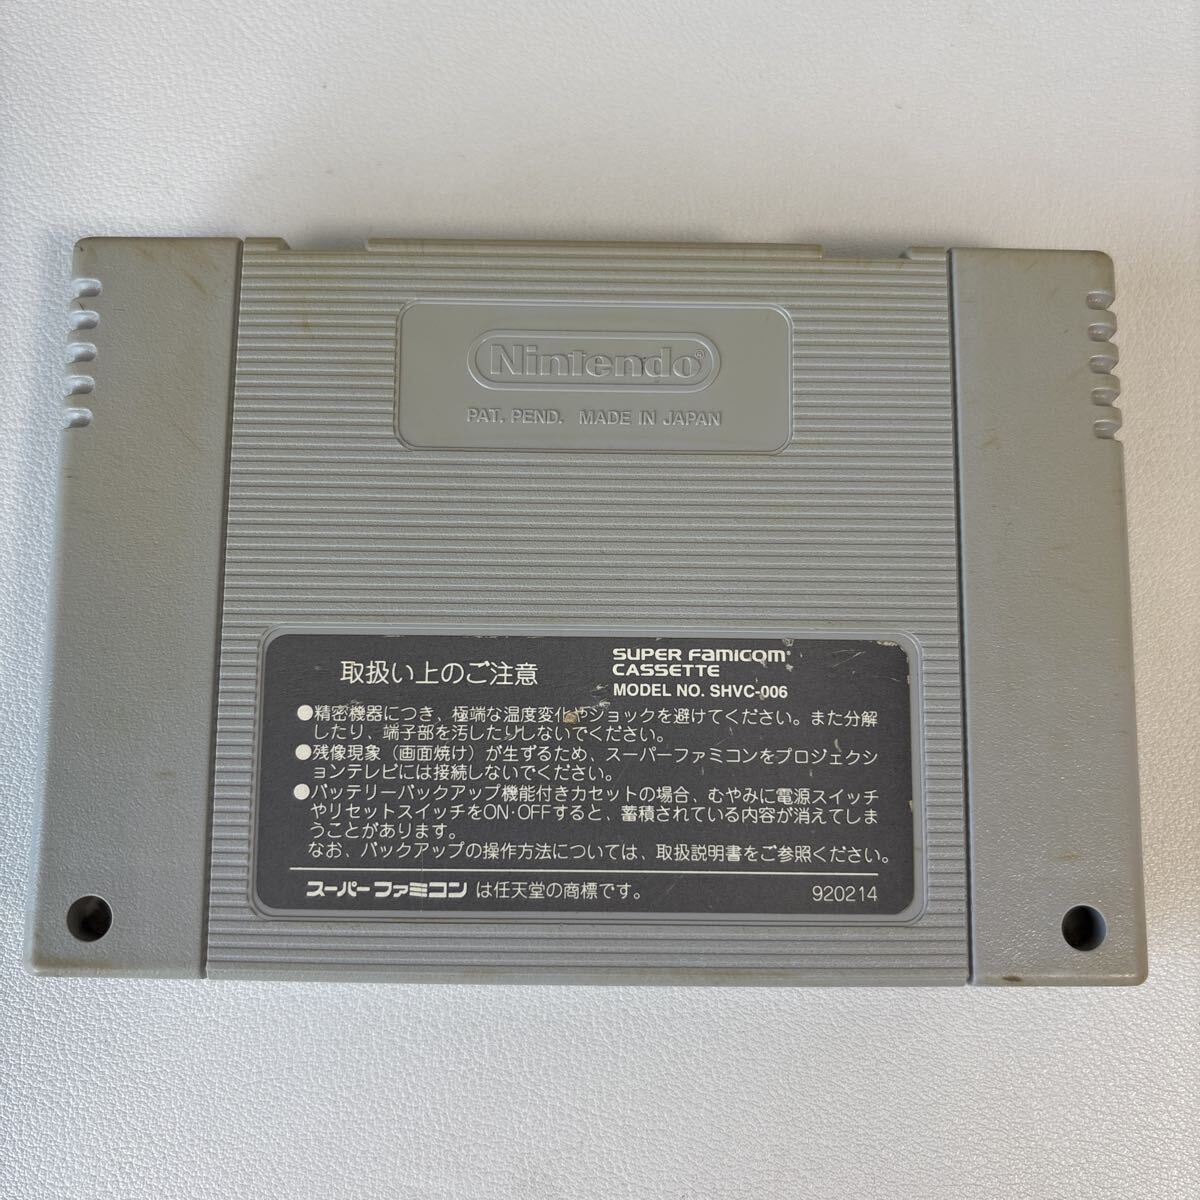 Nintendo®
PAT. PEND. MADE IN JAPAN
取扱い上のご注意
SUPER FAMICOM
CASSETTE
MODEL NO. SHVC-006
●精密機器につき、極端な温度変化やショックを避けてください。また分解
したり、端子部を汚したりしないでください。
●残像現象（画面焼け）が生ずるため、スーパーファミコンをプロジェクシ
ョンテレビには接続しないでください。
●バッテリーバックアップ機能付きカセットの場合、むやみに電源スイッチ
やリセットスイッチをON・OFFすると、蓄積されている内容が消えてしま
うことがあります。
なお、バックアップの操作方法については、取扱説明書をご参照ください。
スーパーファミコン は任天堂の商標です。
920214